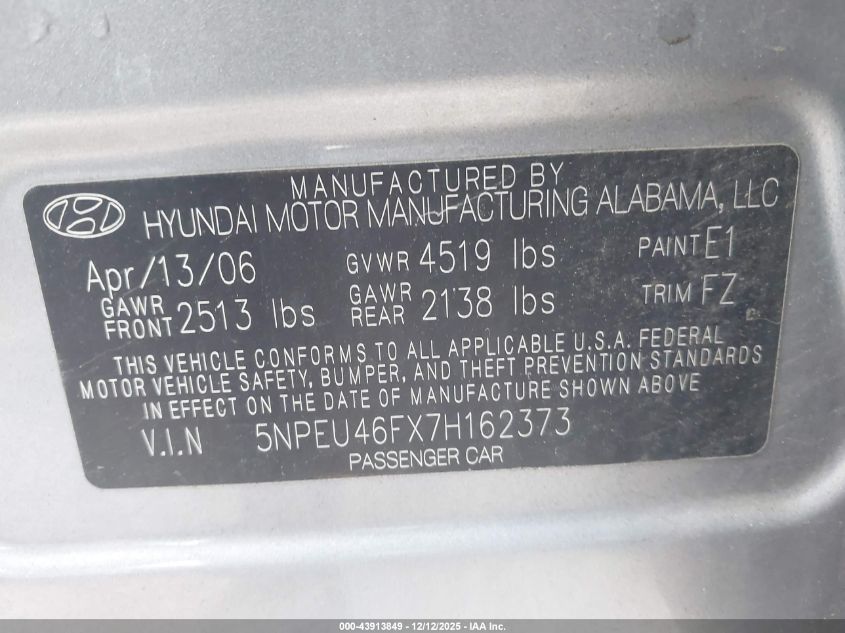 MANUFACTURED BY
HYUNDAI MOTOR MANUFACTURING ALABAMA, LLC
Apr/13/06 GVWR 4519 lbs PAINT E1
GAWR FRONT 2513 lbs GAWR REAR 2138 lbs TRIM FZ
THIS VEHICLE CONFORMS TO ALL APPLICABLE U.S.A. FEDERAL
MOTOR VEHICLE SAFETY, BUMPER, AND THEFT PREVENTION STANDARDS
IN EFFECT ON THE DATE OF MANUFACTURE SHOWN ABOVE
V.I.N 5NPEU46FX7H162373
PASSENGER CAR
000-43913849 - 12/12/2025 - IAA Inc.